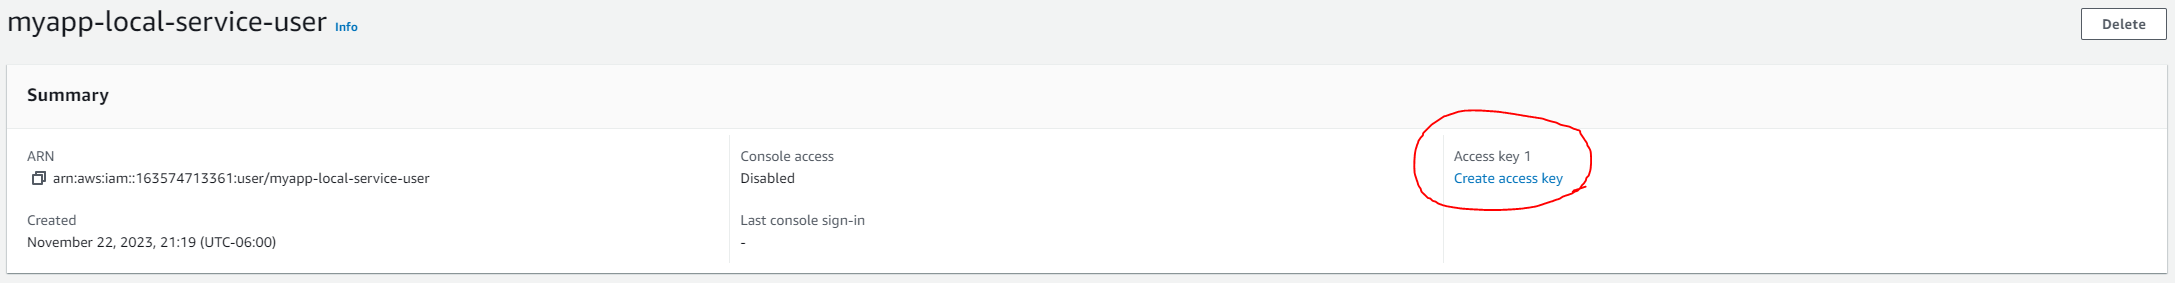 myapp-local-service-user Info
Delete
Summary
ARN
arn:aws:iam::163574713361:user/myapp-local-service-user
Created
November 22, 2023, 21:19 (UTC-06:00)
Console access
Disabled
Last console sign-in
-
Access key 1
Create access key